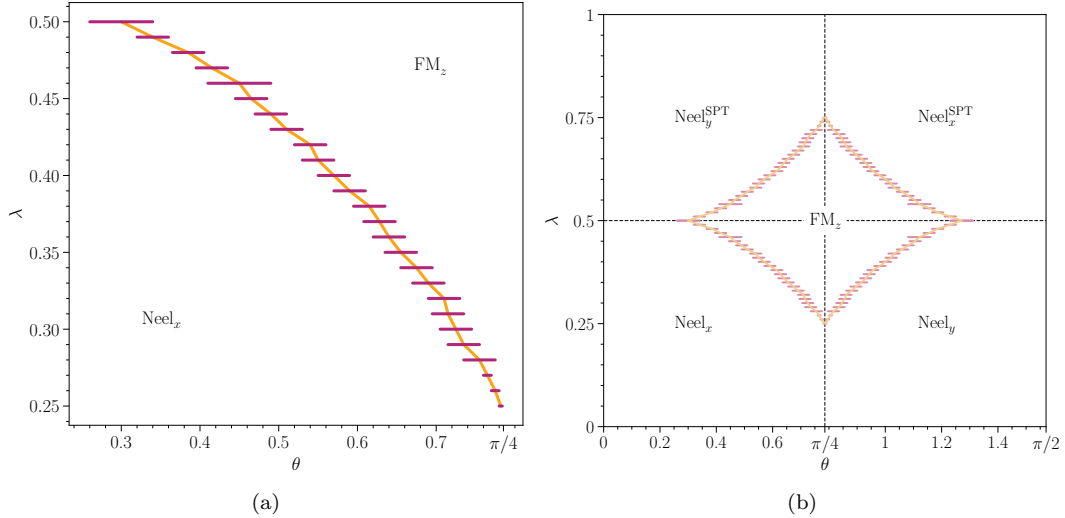 0.50
0.45
0.40
0.35
0.30
0.25
λ
FM_z
Neel_x
0.3
0.4
0.5
0.6
0.7
π/4
θ
(a)
1
0.75
0.5
0.25
0
λ
Neel_y^SPT
Neel_x^SPT
FM_z
Neel_x
Neel_y
0
0.2
0.4
0.6
π/4
1
1.2
1.4
π/2
θ
(b)